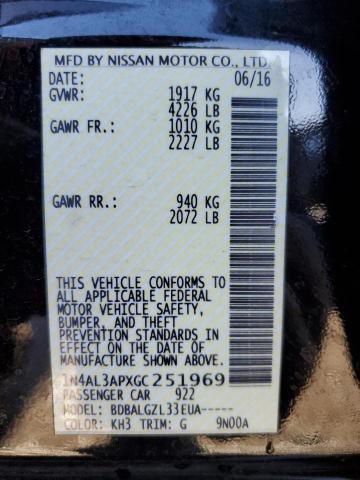 MFD BY NISSAN MOTOR CO., LTD.
DATE: 06/16
GVWR: 1917 KG
4226 LB
GAWR FR.: 1010 KG
2227 LB
GAWR RR.: 940 KG
2072 LB
THIS VEHICLE CONFORMS TO
ALL APPLICABLE FEDERAL
MOTOR VEHICLE SAFETY,
BUMPER, AND THEFT
PREVENTION STANDARDS IN
EFFECT ON THE DATE OF
MANUFACTURE SHOWN ABOVE.
1N4AL3APXGC251969
PASSENGER CAR 922
MODEL: BDBALGZL33EUA-----
COLOR: KH3 TRIM: G 9N00A